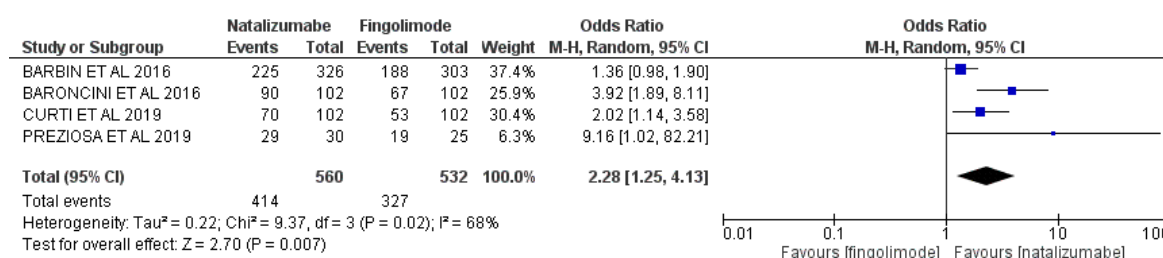 Natalizumabe Fingolimode Odds Ratio Odds Ratio
Study or Subgroup Events Total Events Total Weight M-H, Random, 95% CI M-H, Random, 95% CI
BARBIN ET AL 2016 225 326 188 303 37.4% 1.36 [0.98, 1.90]
BARONCINI ET AL 2016 90 102 67 102 25.9% 3.92 [1.89, 8.11]
CURTI ET AL 2019 70 102 53 102 30.4% 2.02 [1.14, 3.58]
PREZIOSA ET AL 2019 29 30 19 25 6.3% 9.16 [1.02, 82.21]
Total (95% CI) 560 532 100.0% 2.28 [1.25, 4.13]
Total events 414 327
Heterogeneity: Tau² = 0.22; Chi² = 9.37, df = 3 (P = 0.02); I² = 68%
Test for overall effect: Z = 2.70 (P = 0.007)
0.01 0.1 1 10 100
Favours [fingolimode] Favours [natalizumabe]